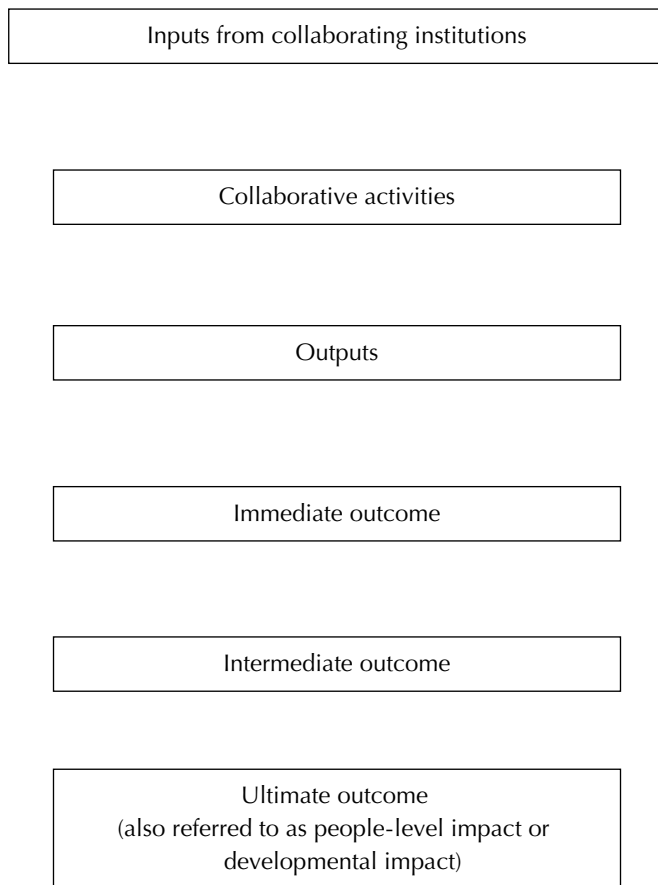 Inputs from collaborating institutions
Collaborative activities
Outputs
Immediate outcome
Intermediate outcome
Ultimate outcome
(also referred to as people-level impact or
developmental impact)